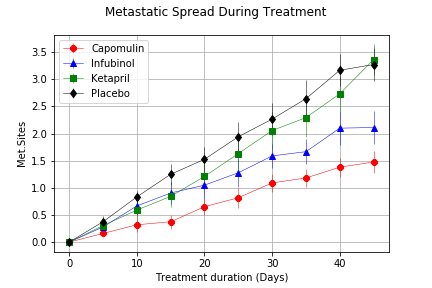 Metastatic Spread During Treatment
Capomulin
Infubinol
Ketapril
Placebo
3.5
3.0
2.5
2.0
1.5
1.0
0.5
0.0
Met.Sites
0
10
20
30
40
Treatment duration (Days)